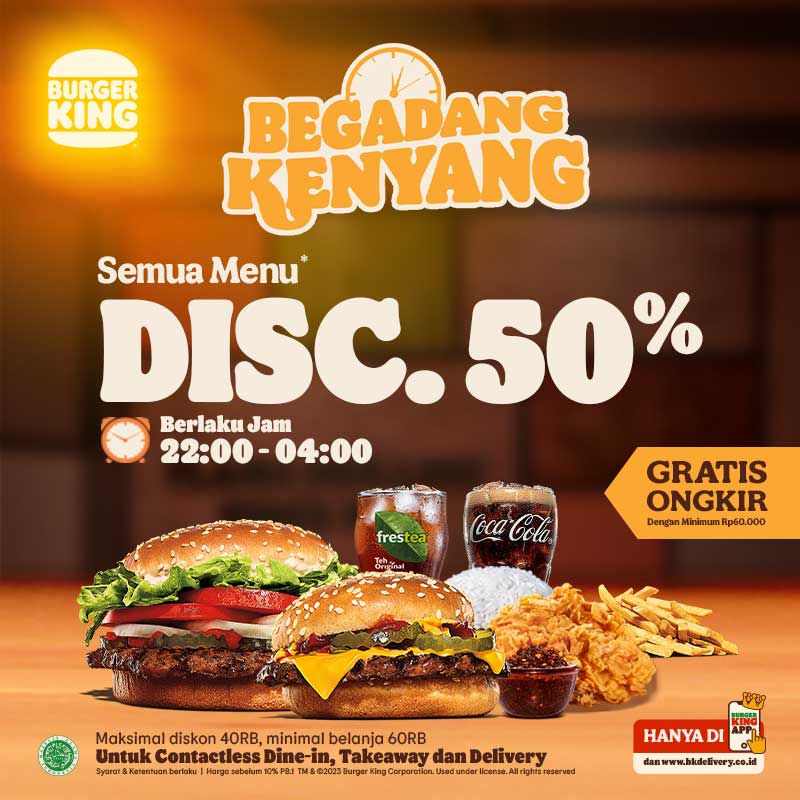 BURGER
KING
BEGADANG
KENYANG
Semua Menu*
DISC. 50%
Berlaku Jam
22:00 - 04:00
GRATIS
ONGKIR
Dengan Minimum Rp60.000
frestea
Teh
Original
Coca-Cola
Maksimal diskon 40RB, minimal belanja 60RB
Untuk Contactless Dine-in, Takeaway dan Delivery
Syarat & Ketentuan berlaku | Harga sebelum 10% PB.1 TM & ©2023 Burger King Corporation. Used under license. All rights reserved
HANYA DI
BURGER
KING
APP
dan www.bkdelivery.co.id